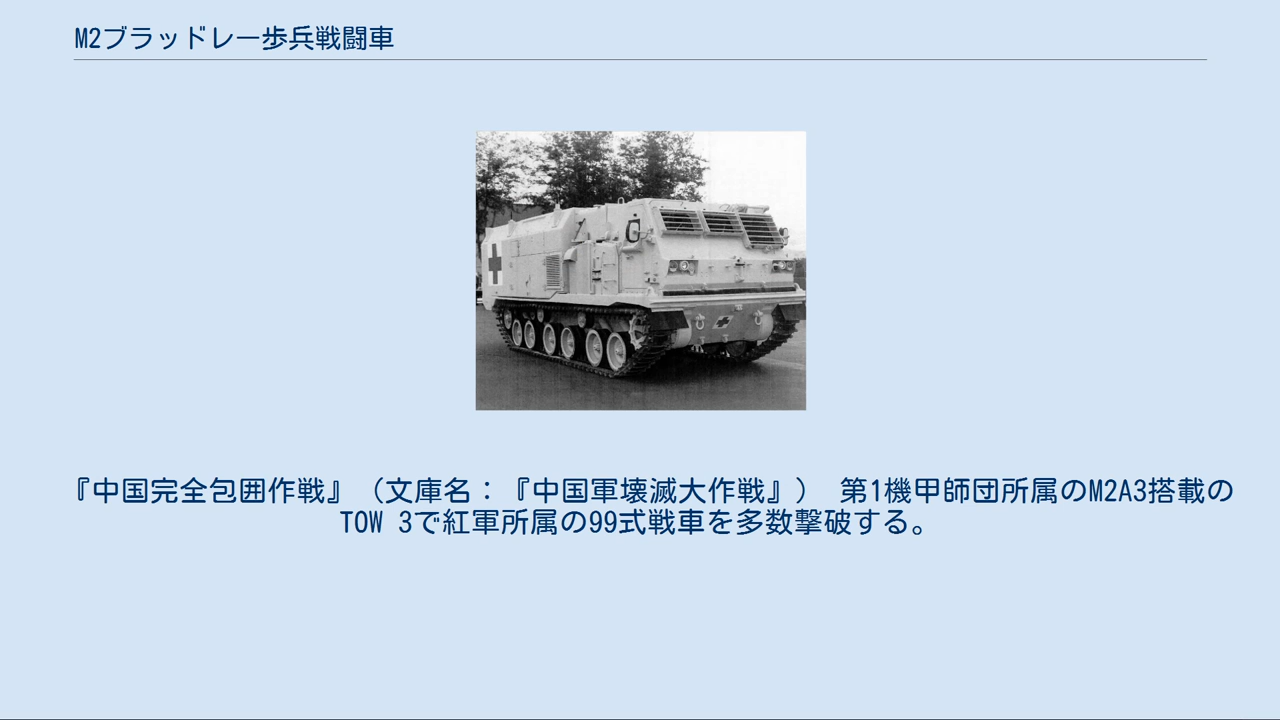 M2ブラッドレー歩兵戦闘車
『中国完全包囲作戦』（文庫名：『中国軍壊滅大作戦』） 第1機甲師団所属のM2A3搭載の
TOW 3で紅軍所属の99式戦車を多数撃破する。